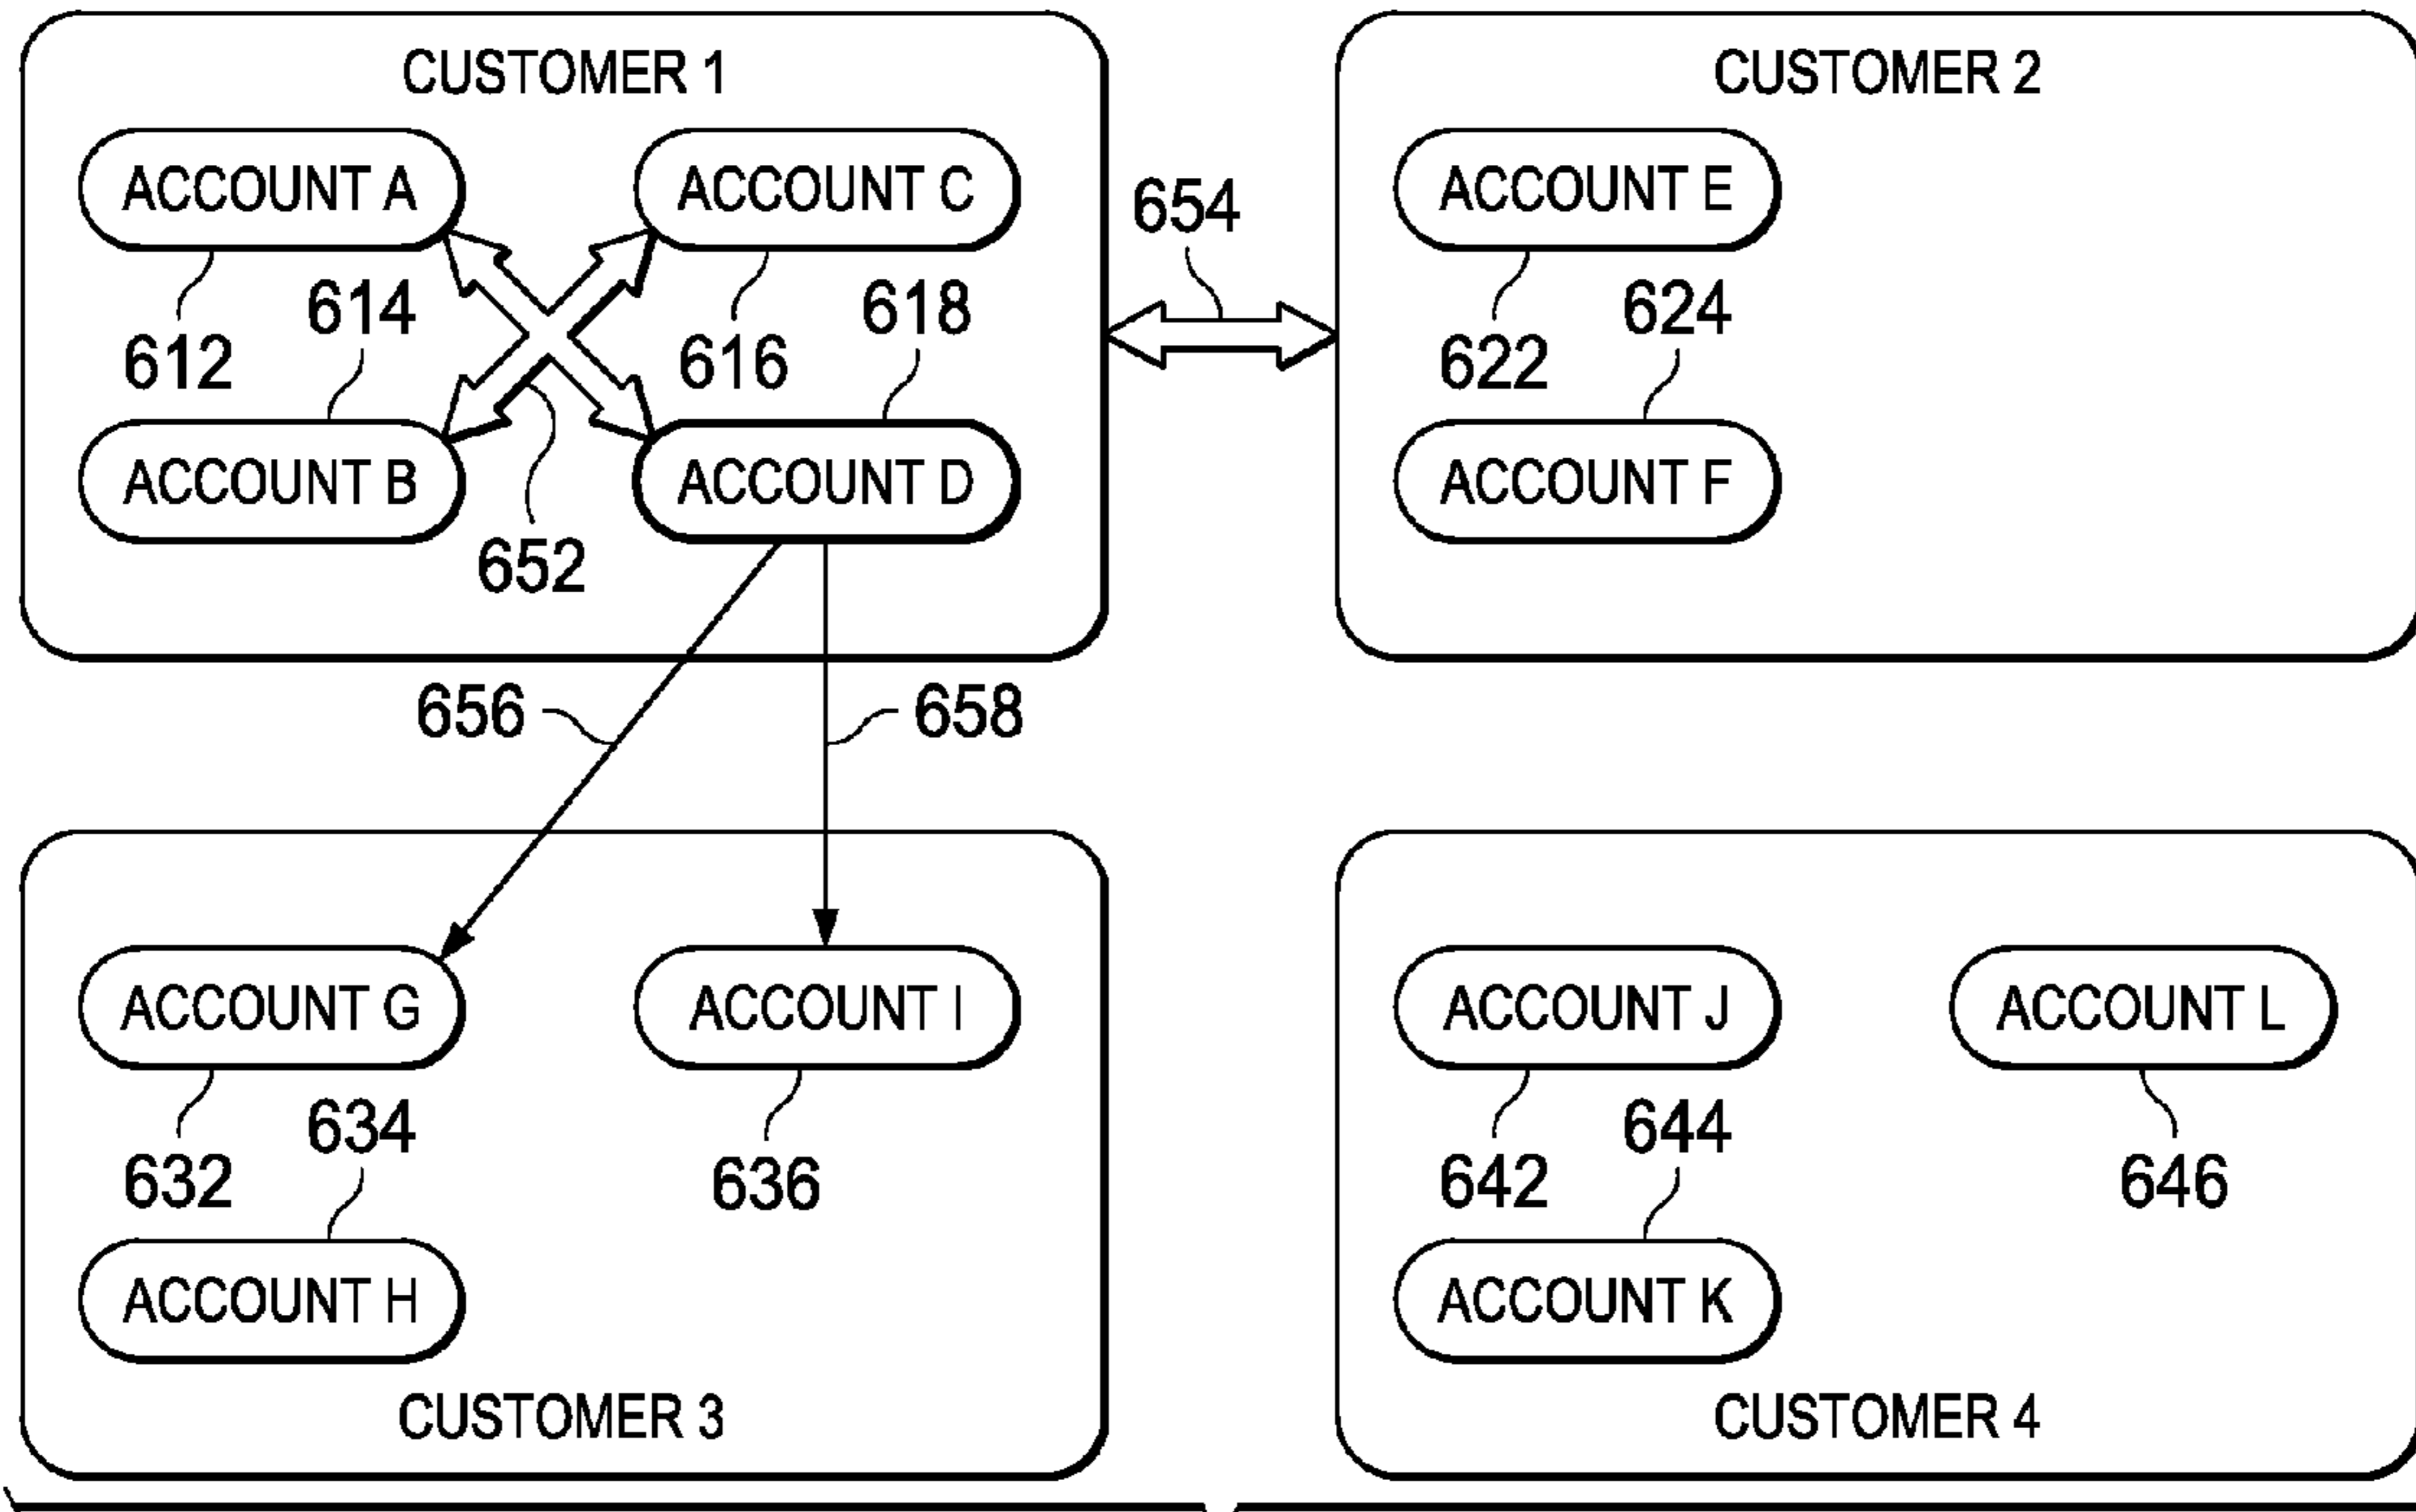 CUSTOMER 1
ACCOUNT A
ACCOUNT C
612
614
616
618
ACCOUNT B
ACCOUNT D
652
654
CUSTOMER 2
ACCOUNT E
622
624
ACCOUNT F
656
658
ACCOUNT G
ACCOUNT I
632
634
636
ACCOUNT H
CUSTOMER 3
ACCOUNT J
ACCOUNT L
642
644
646
ACCOUNT K
CUSTOMER 4